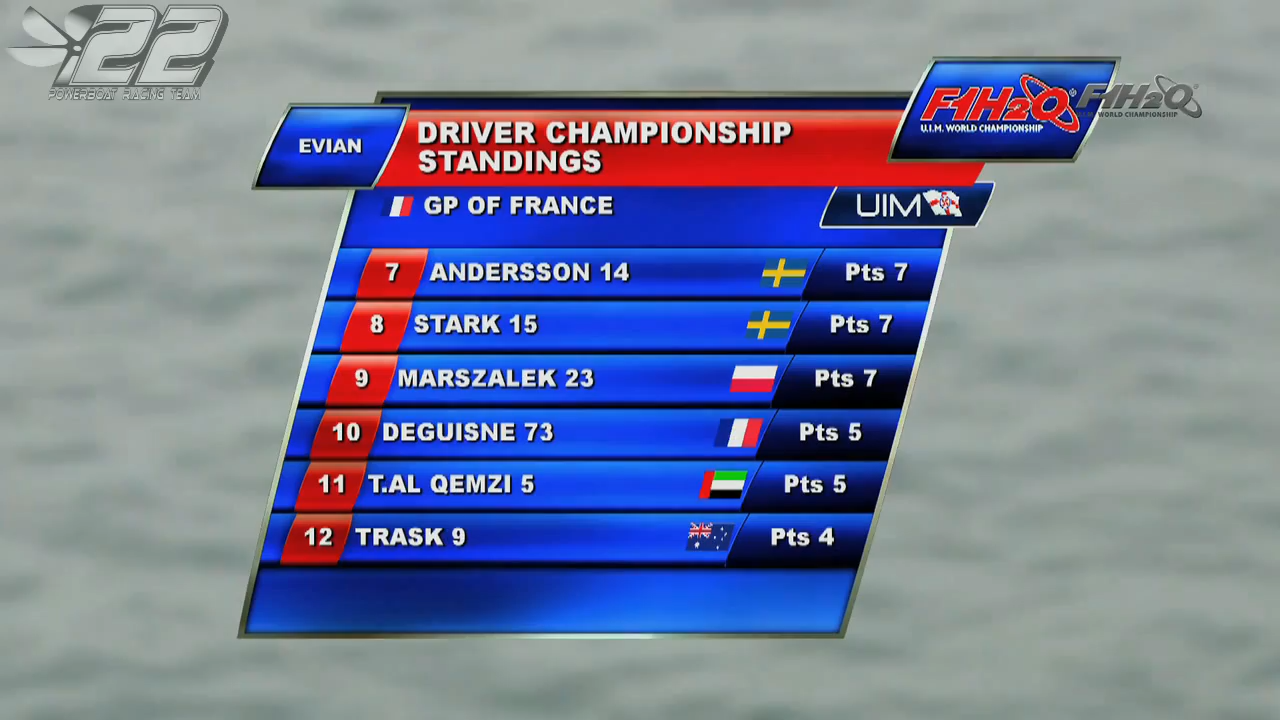 22
POWERBOAT RACING TEAM
EVIAN
DRIVER CHAMPIONSHIP
STANDINGS
F1H2O
U.I.M. WORLD CHAMPIONSHIP
F1H2O
U.I.M. WORLD CHAMPIONSHIP
GP OF FRANCE
UIM
7 ANDERSSON 14 Pts 7
8 STARK 15 Pts 7
9 MARSZALEK 23 Pts 7
10 DEGUISNE 73 Pts 5
11 T.AL QEMZI 5 Pts 5
12 TRASK 9 Pts 4